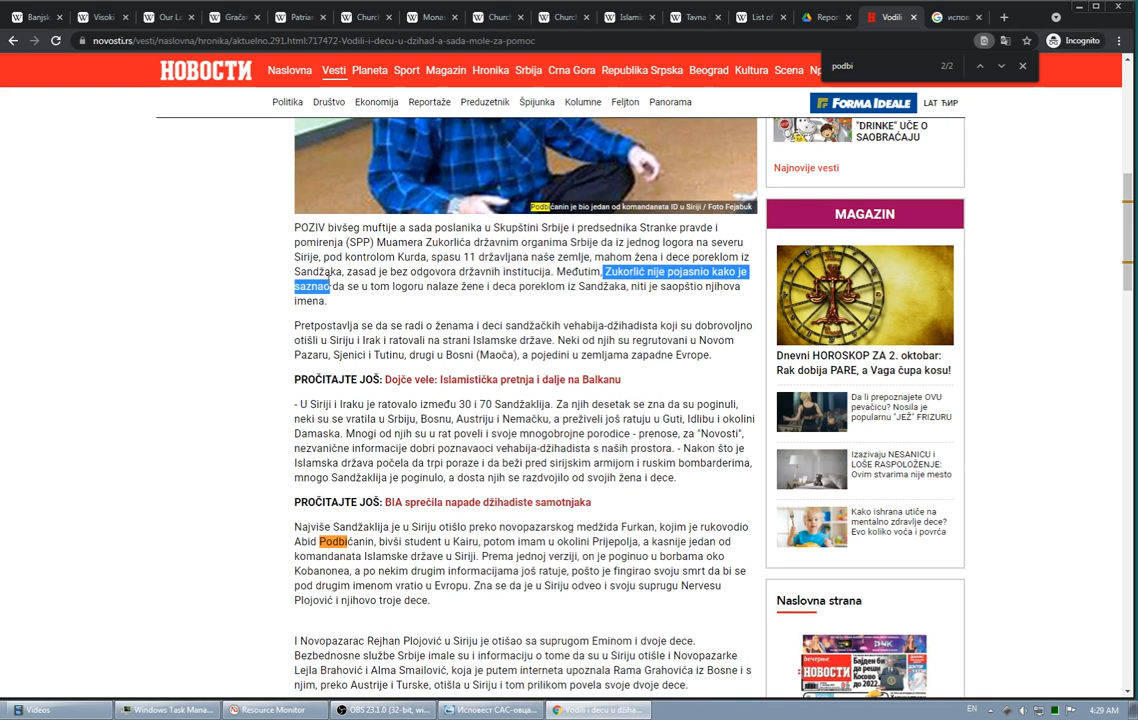 Banjsk
Visoki
Our La
Gračar
Patriar
Church
Monas
Church
Church
Islami
Tavna
List of
Repor
Vodili
испов
novosti.rs/vesti/naslovna/hronika/aktuelno.291.html:717472-Vodili-i-decu-u-dzihad-a-sada-mole-za-pomoc
Incognito
podbi
2/2
НОВОСТИ
Naslovna Vesti Planeta Sport Magazin Hronika Srbija Crna Gora Republika Srpska Beograd Kultura Scena
Politika Društvo Ekonomija Reportaže Preduzetnik Špijunka Kolumne Feljton Panorama
FORMA IDEALE
LAT ЋИР
Podbićanin je bio jedan od komandanata ID u Siriji / Foto Fejsbuk
POZIV bivšeg muftije a sada poslanika u Skupštini Srbije i predsednika Stranke pravde i
pomirenja (SPP) Muamera Zukorlića državnim organima Srbije da iz jednog logora na severu
Sirije, pod kontrolom Kurda, spasu 11 državljana naše zemlje, mahom žena i dece poreklom iz
Sandžaka, zasad je bez odgovora državnih institucija. Međutim, Zukorlić nije pojasnio kako je
saznao da se u tom logoru nalaze žene i deca poreklom iz Sandžaka, niti je saopštio njihova
imena.
Pretpostavlja se da se radi o ženama i deci sandžačkih vehabija-džihadista koji su dobrovoljno
otišli u Siriju i Irak i ratovali na strani Islamske države. Neki od njih su regrutovani u Novom
Pazaru, Sjenici i Tutinu, drugi u Bosni (Maoča), a pojedini u zemljama zapadne Evrope.
PROČITAJTE JOŠ: Dojče vele: Islamistička pretnja i dalje na Balkanu
- U Siriji i Iraku je ratovalo između 30 i 70 Sandžaklija. Za njih desetak se zna da su poginuli,
neki su se vratila u Srbiju, Bosnu, Austriju i Nemačku, a preživeli još ratuju u Guti, Idlibu i okolini
Damaska. Mnogi od njih su u rat poveli i svoje mnogobrojne porodice - prenose, za "Novosti",
nezvanične informacije dobri poznavaoci vehabija-džihadista s naših prostora. - Nakon što je
Islamska država počela da trpi poraze i da beži pred sirijskom armijom i ruskim bombarderima,
mnogo Sandžaklija je poginulo, a dosta njih se razdvojilo od svojih žena i dece.
PROČITAJTE JOŠ: BIA sprečila napade džihadiste samotnjaka
Najviše Sandžaklija je u Siriju otišlo preko novopazarskog medžida Furkan, kojim je rukovodio
Abid Podbićanin, bivši student u Kairu, potom imam u okolini Prijepolja, a kasnije jedan od
komandanata Islamske države u Siriji. Prema jednoj verziji, on je poginuo u borbama oko
Kobanonea, a po nekim drugim informacijama još ratuje, pošto je fingirao svoju smrt da bi se
pod drugim imenom vratio u Evropu. Zna se da je u Siriju odveo i svoju suprugu Nervesu
Plojović i njihovo troje dece.
I Novopazarac Rejhan Plojović u Siriju je otišao sa suprugom Eminom i dvoje dece.
Bezbednosne službe Srbije imale su i informaciju o tome da su u Siriju otišle i Novopazarke
Lejla Brahović i Alma Smailović, koja je putem interneta upoznala Rama Grahovića iz Bosne i s
njim, preko Austrije i Turske, otišla u Siriju i tom prilikom povela svoje dvoje dece.
"DRINKE" UČE O
SAOBRAĆAJU
Najnovije vesti
MAGAZIN
Dnevni HOROSKOP ZA 2. oktobar:
Rak dobija PARE, a Vaga čupa kosu!
Da li prepoznajete OVU
pevačicu? Nosila je
popularnu "JEŽ" FRIZURU
Izazivaju NESANICU i
LOŠE RASPOLOŽENJE:
Ovim stvarima nije mesto
Kako ishrana utiče na
mentalno zdravlje dece?
Evo koliko voća i povrća
Naslovna strana
НОВОСТИ
Videos
Windows Task Mana...
Resource Monitor
OBS 23.1.0 (32-bit, wi...
Исповест САС-овца...
Vodili i decu u džiha...
EN
4:29 AM